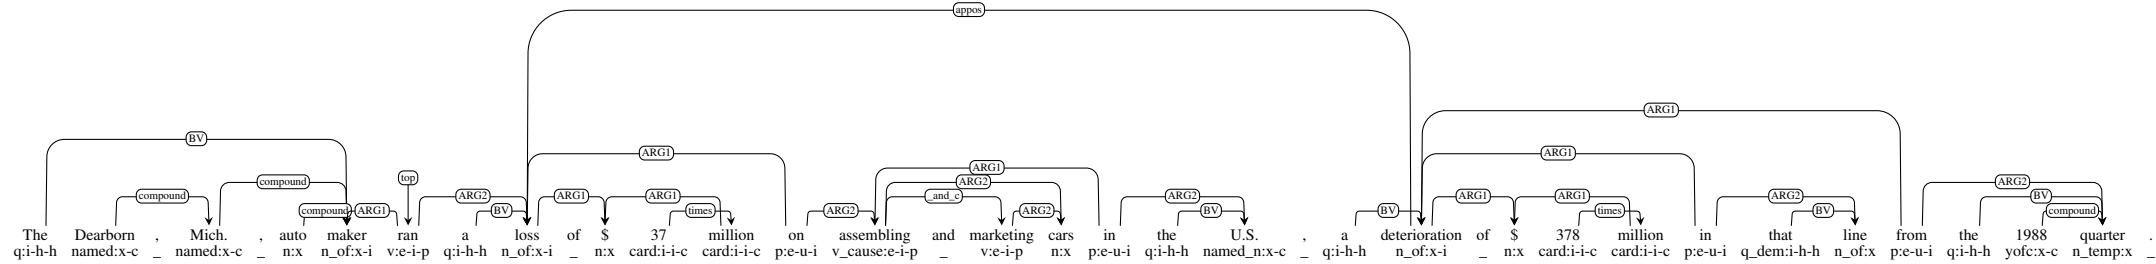 appos
ARG1
BV
ARG1 ARG1
ARG1
compound top ARG2 ARG2
compound ARG2 ARG1 ARG1 _and_c ARG2 ARG1 ARG1 ARG2 BV
compound ARG1 BV times ARG2 ARG2 BV BV times BV compound
The Dearborn , Mich. , auto maker ran a loss of $ 37 million on assembling and marketing cars in the U.S. , a deterioration of $ 378 million in that line from the 1988 quarter .
q:i-h-h named:x-c _ named:x-c _ n:x n_of:x-i v:e-i-p q:i-h-h n_of:x-i _ n:x card:i-i-c card:i-i-c p:e-u-i v_cause:e-i-p _ v:e-i-p n:x p:e-u-i q:i-h-h named_n:x-c _ q:i-h-h n_of:x-i _ n:x card:i-i-c card:i-i-c p:e-u-i q_dem:i-h-h n_of:x p:e-u-i q:i-h-h yofc:x-c n_temp:x _